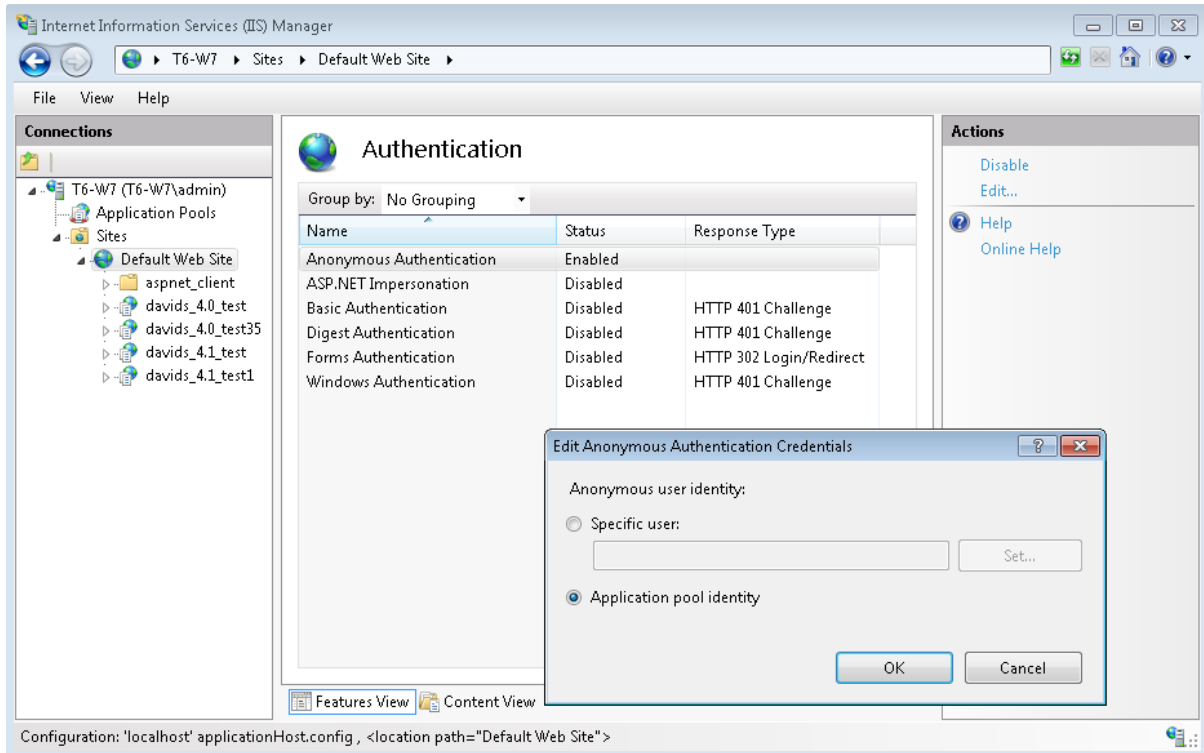 Internet Information Services (IIS) Manager
T6-W7 Sites Default Web Site
File View Help
Connections
T6-W7 (T6-W7\admin)
Application Pools
Sites
Default Web Site
aspnet_client
davids_4.0_test
davids_4.0_test35
davids_4.1_test
davids_4.1_test1
Authentication
Group by: No Grouping
Name Status Response Type
Anonymous Authentication Enabled
ASP.NET Impersonation Disabled
Basic Authentication Disabled HTTP 401 Challenge
Digest Authentication Disabled HTTP 401 Challenge
Forms Authentication Disabled HTTP 302 Login/Redirect
Windows Authentication Disabled HTTP 401 Challenge
Edit Anonymous Authentication Credentials
Anonymous user identity:
Specific user:
Set...
Application pool identity
OK Cancel
Features View Content View
Actions
Disable
Edit...
Help
Online Help
Configuration: 'localhost' applicationHost.config , <location path="Default Web Site">